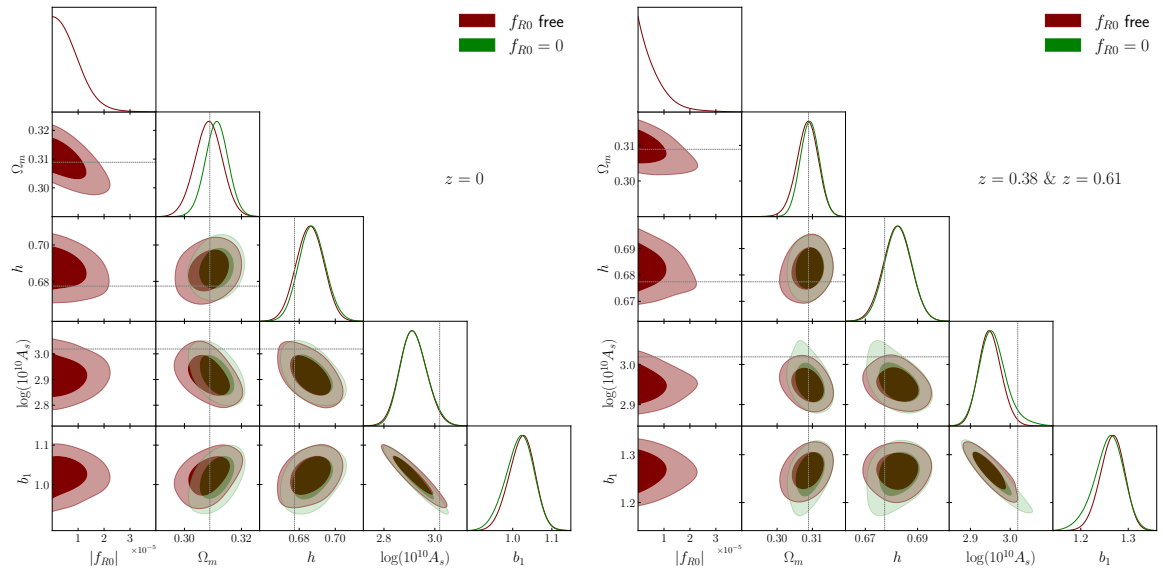 f_{R0} free
f_{R0} = 0
z = 0
0.32
0.31
0.30
Ω_m
0.70
0.68
h
3.0
2.8
log(10^{10}A_s)
1.1
1.0
b_1
1 2 3 ×10^{-5}
0.30 0.32
0.68 0.70
2.8 3.0
1.0 1.1
|f_{R0}| Ω_m h log(10^{10}A_s) b_1
f_{R0} free
f_{R0} = 0
z = 0.38 & z = 0.61
0.31
0.30
Ω_m
0.69
0.68
0.67
h
3.0
2.9
log(10^{10}A_s)
1.3
1.2
b_1
1 2 3 ×10^{-5}
0.30 0.31
0.67 0.69
2.9 3.0
1.2 1.3
|f_{R0}| Ω_m h log(10^{10}A_s) b_1